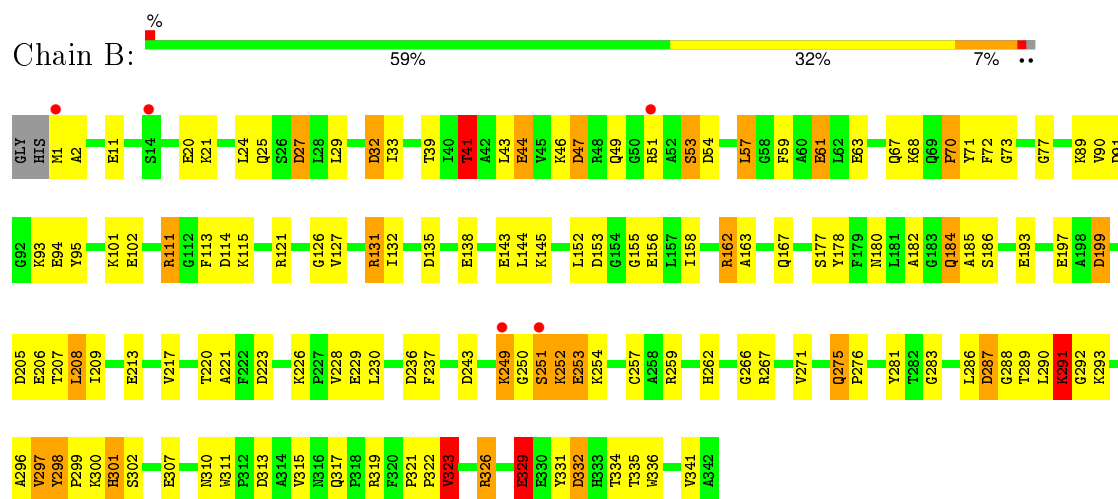 %
Chain B:
59% 32% 7% ••
GLY HIS M1 A2 E11 S14 E20 K21 L24 Q25 S26 D27 L28 L29 D32 I33 T39 I40 T41 A42 L43 E44 V45 K46 D47 R48 Q49 G50 R51 A52 S53 D54 L57 G58 F59 A60 E61 L62 E63 Q67 K68 Q69 P70 Y71 F72 G73 G77 K89 V90 D91
G92 K93 E94 Y95 K101 E102 R111 G112 F113 D114 K115 R121 G126 V127 R131 I132 D135 E138 E143 L144 K145 L152 D153 G154 G155 E156 L157 I158 R162 A163 Q167 S177 Y178 F179 N180 L181 A182 G183 Q184 A185 S186 E193 E197 A198 D199
D205 E206 T207 L208 I209 E213 V217 T220 A221 F222 D223 K226 P227 V228 E229 L230 D236 F237 D243 K249 G250 S251 K252 E253 K254 C257 A258 R259 H262 G266 R267 V271 Q275 P276 Y281 T282 G283 L286 D287 G288 T289 L290 K291 G292 K293
A296 V297 Y298 P299 K300 H301 S302 E307 N310 W311 P312 D313 A314 V315 N316 Q317 P318 R319 F320 P321 P322 V323 R326 E329 E330 Y331 D332 H333 T334 T335 W336 V341 A342